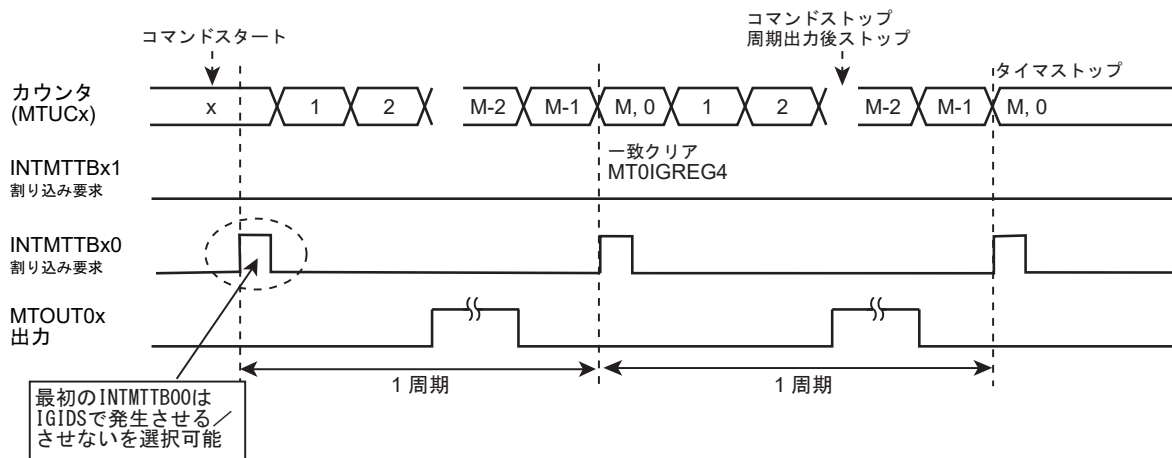 コマンドスタート
コマンドストップ
周期出力後ストップ
タイマストップ
カウンタ
(MTUCx)
x 1 2 M-2 M-1 M, 0 1 2 M-2 M-1 M, 0
一致クリア
MT0IGREG4
INTMTTBx1
割り込み要求
INTMTTBx0
割り込み要求
MTOUT0x
出力
1 周期
1 周期
最初のINTMTTB00は
IGIDSで発生させる／
させないを選択可能